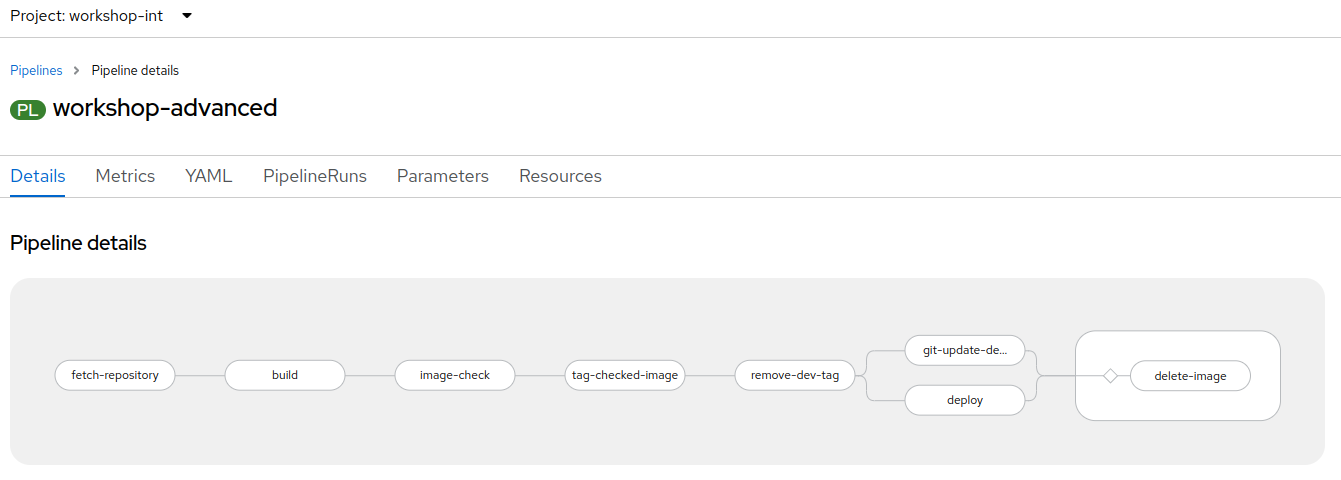 Project: workshop-int
Pipelines > Pipeline details
PL workshop-advanced
Details Metrics YAML PipelineRuns Parameters Resources
Pipeline details
fetch-repository
build
image-check
tag-checked-image
remove-dev-tag
git-update-de...
deploy
delete-image